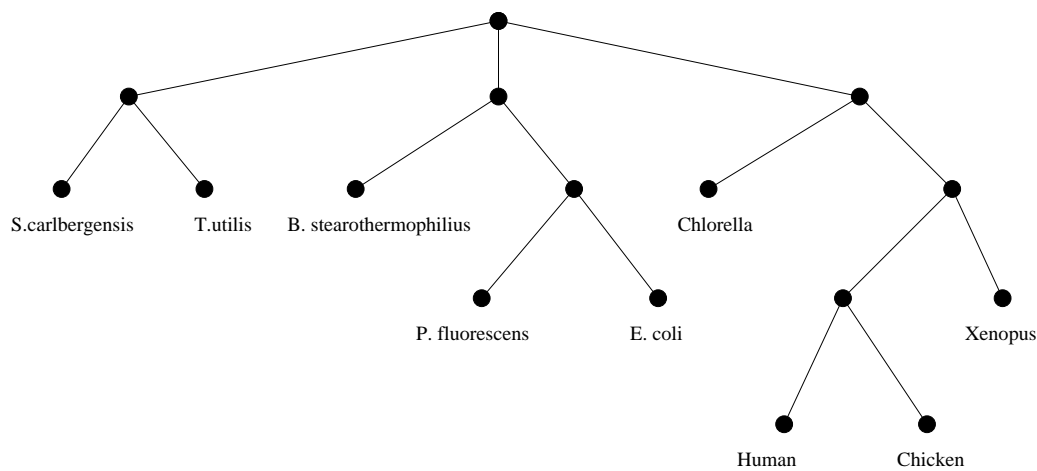 S.carlbergensis
T.utilis
B. stearothermophilius
Chlorella
P. fluorescens
E. coli
Xenopus
Human
Chicken